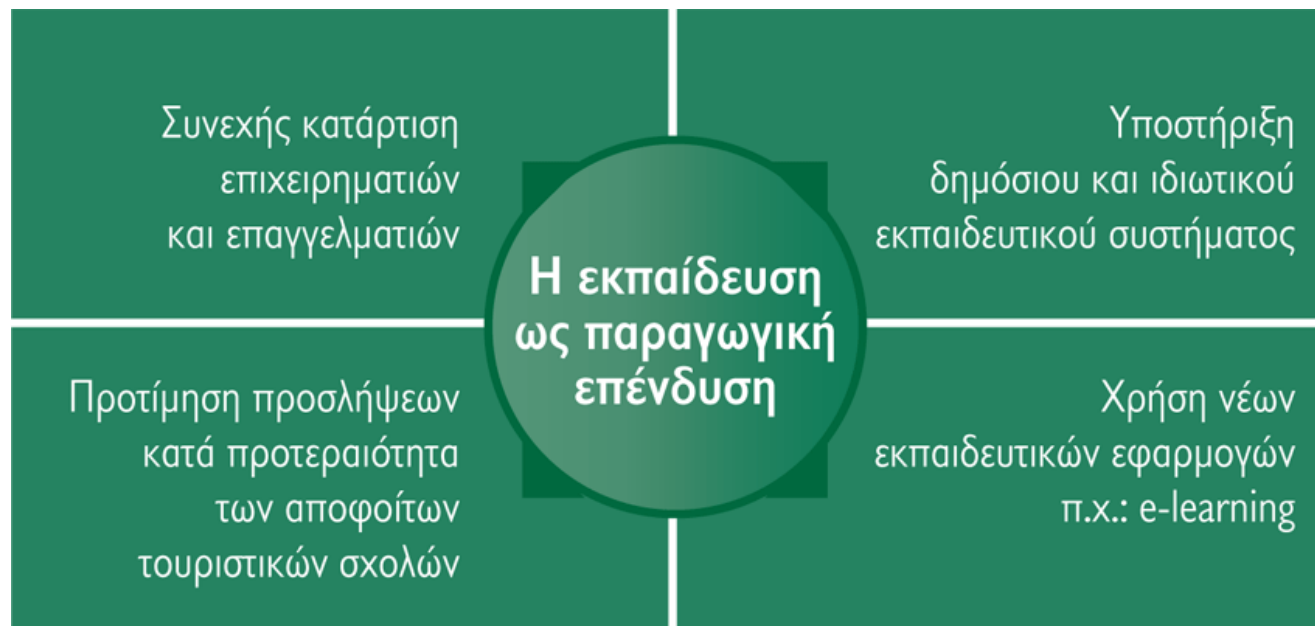 Συνεχής κατάρτιση
επιχειρηματιών
και επαγγελματιών
Υποστήριξη
δημόσιου και ιδιωτικού
εκπαιδευτικού συστήματος
Η εκπαίδευση
ως παραγωγική
επένδυση
Προτίμηση προσλήψεων
κατά προτεραιότητα
των αποφοίτων
τουριστικών σχολών
Χρήση νέων
εκπαιδευτικών εφαρμογών
π.χ.: e-learning